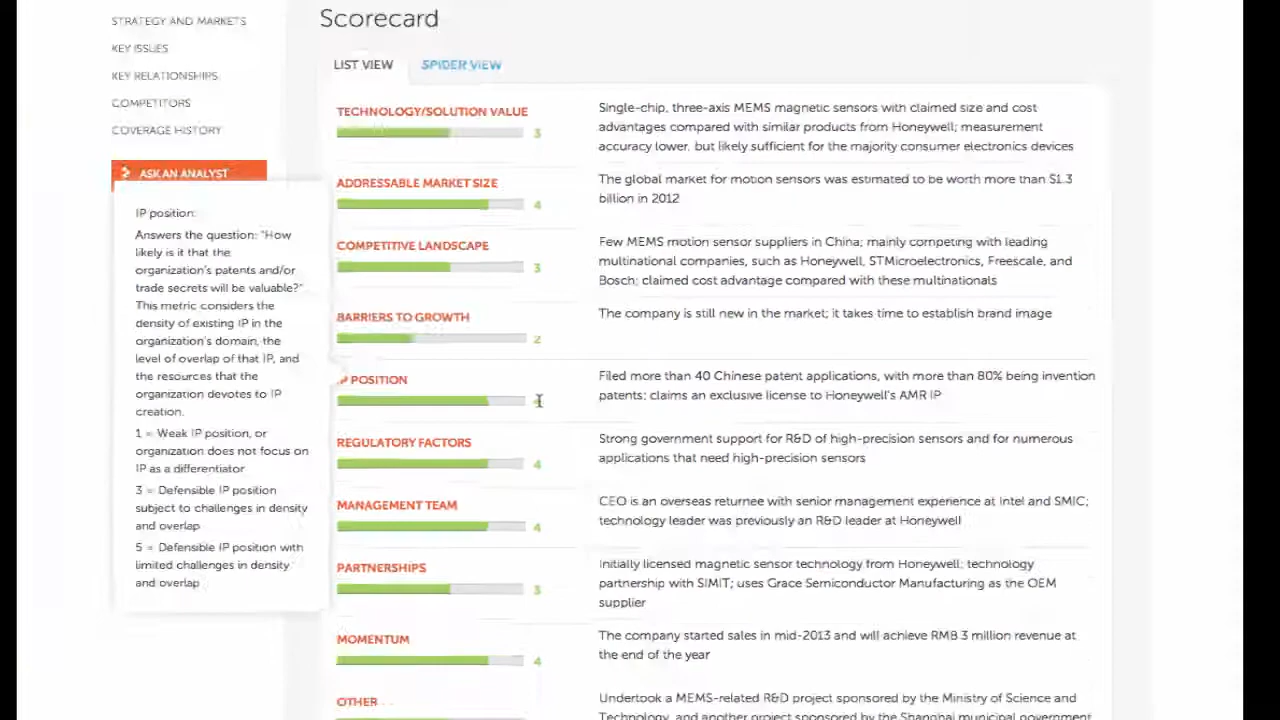 STRATEGY AND MARKETS
KEY ISSUES
KEY RELATIONSHIPS
COMPETITORS
COVERAGE HISTORY
ASK AN ANALYST
IP position:
Answers the question: "How
likely is it that the
organization's patents and/or
trade secrets will be valuable?"
This metric considers the
density of existing IP in the
organization's domain, the
level of overlap of that IP, and
the resources that the
organization devotes to IP
creation.
1 = Weak IP position, or
organization does not focus on
IP as a differentiator
3 = Defensible IP position
subject to challenges in density
and overlap
5 = Defensible IP position with
limited challenges in density
and overlap
Scorecard
LIST VIEW
SPIDER VIEW
TECHNOLOGY/SOLUTION VALUE
3
Single-chip, three-axis MEMS magnetic sensors with claimed size and cost
advantages compared with similar products from Honeywell; measurement
accuracy lower, but likely sufficient for the majority consumer electronics devices
ADDRESSABLE MARKET SIZE
4
The global market for motion sensors was estimated to be worth more than $1.3
billion in 2012
COMPETITIVE LANDSCAPE
3
Few MEMS motion sensor suppliers in China; mainly competing with leading
multinational companies, such as Honeywell, STMicroelectronics, Freescale, and
Bosch; claimed cost advantage compared with these multinationals
BARRIERS TO GROWTH
2
The company is still new in the market; it takes time to establish brand image
IP POSITION
Filed more than 40 Chinese patent applications, with more than 80% being invention
patents; claims an exclusive license to Honeywell's AMR IP
REGULATORY FACTORS
4
Strong government support for R&D of high-precision sensors and for numerous
applications that need high-precision sensors
MANAGEMENT TEAM
4
CEO is an overseas returnee with senior management experience at Intel and SMIC;
technology leader was previously an R&D leader at Honeywell
PARTNERSHIPS
3
Initially licensed magnetic sensor technology from Honeywell; technology
partnership with SIMIT; uses Grace Semiconductor Manufacturing as the OEM
supplier
MOMENTUM
4
The company started sales in mid-2013 and will achieve RMB 3 million revenue at
the end of the year
OTHER
Undertook a MEMS-related R&D project sponsored by the Ministry of Science and
Technology, and another project sponsored by the Shanghai municipal government